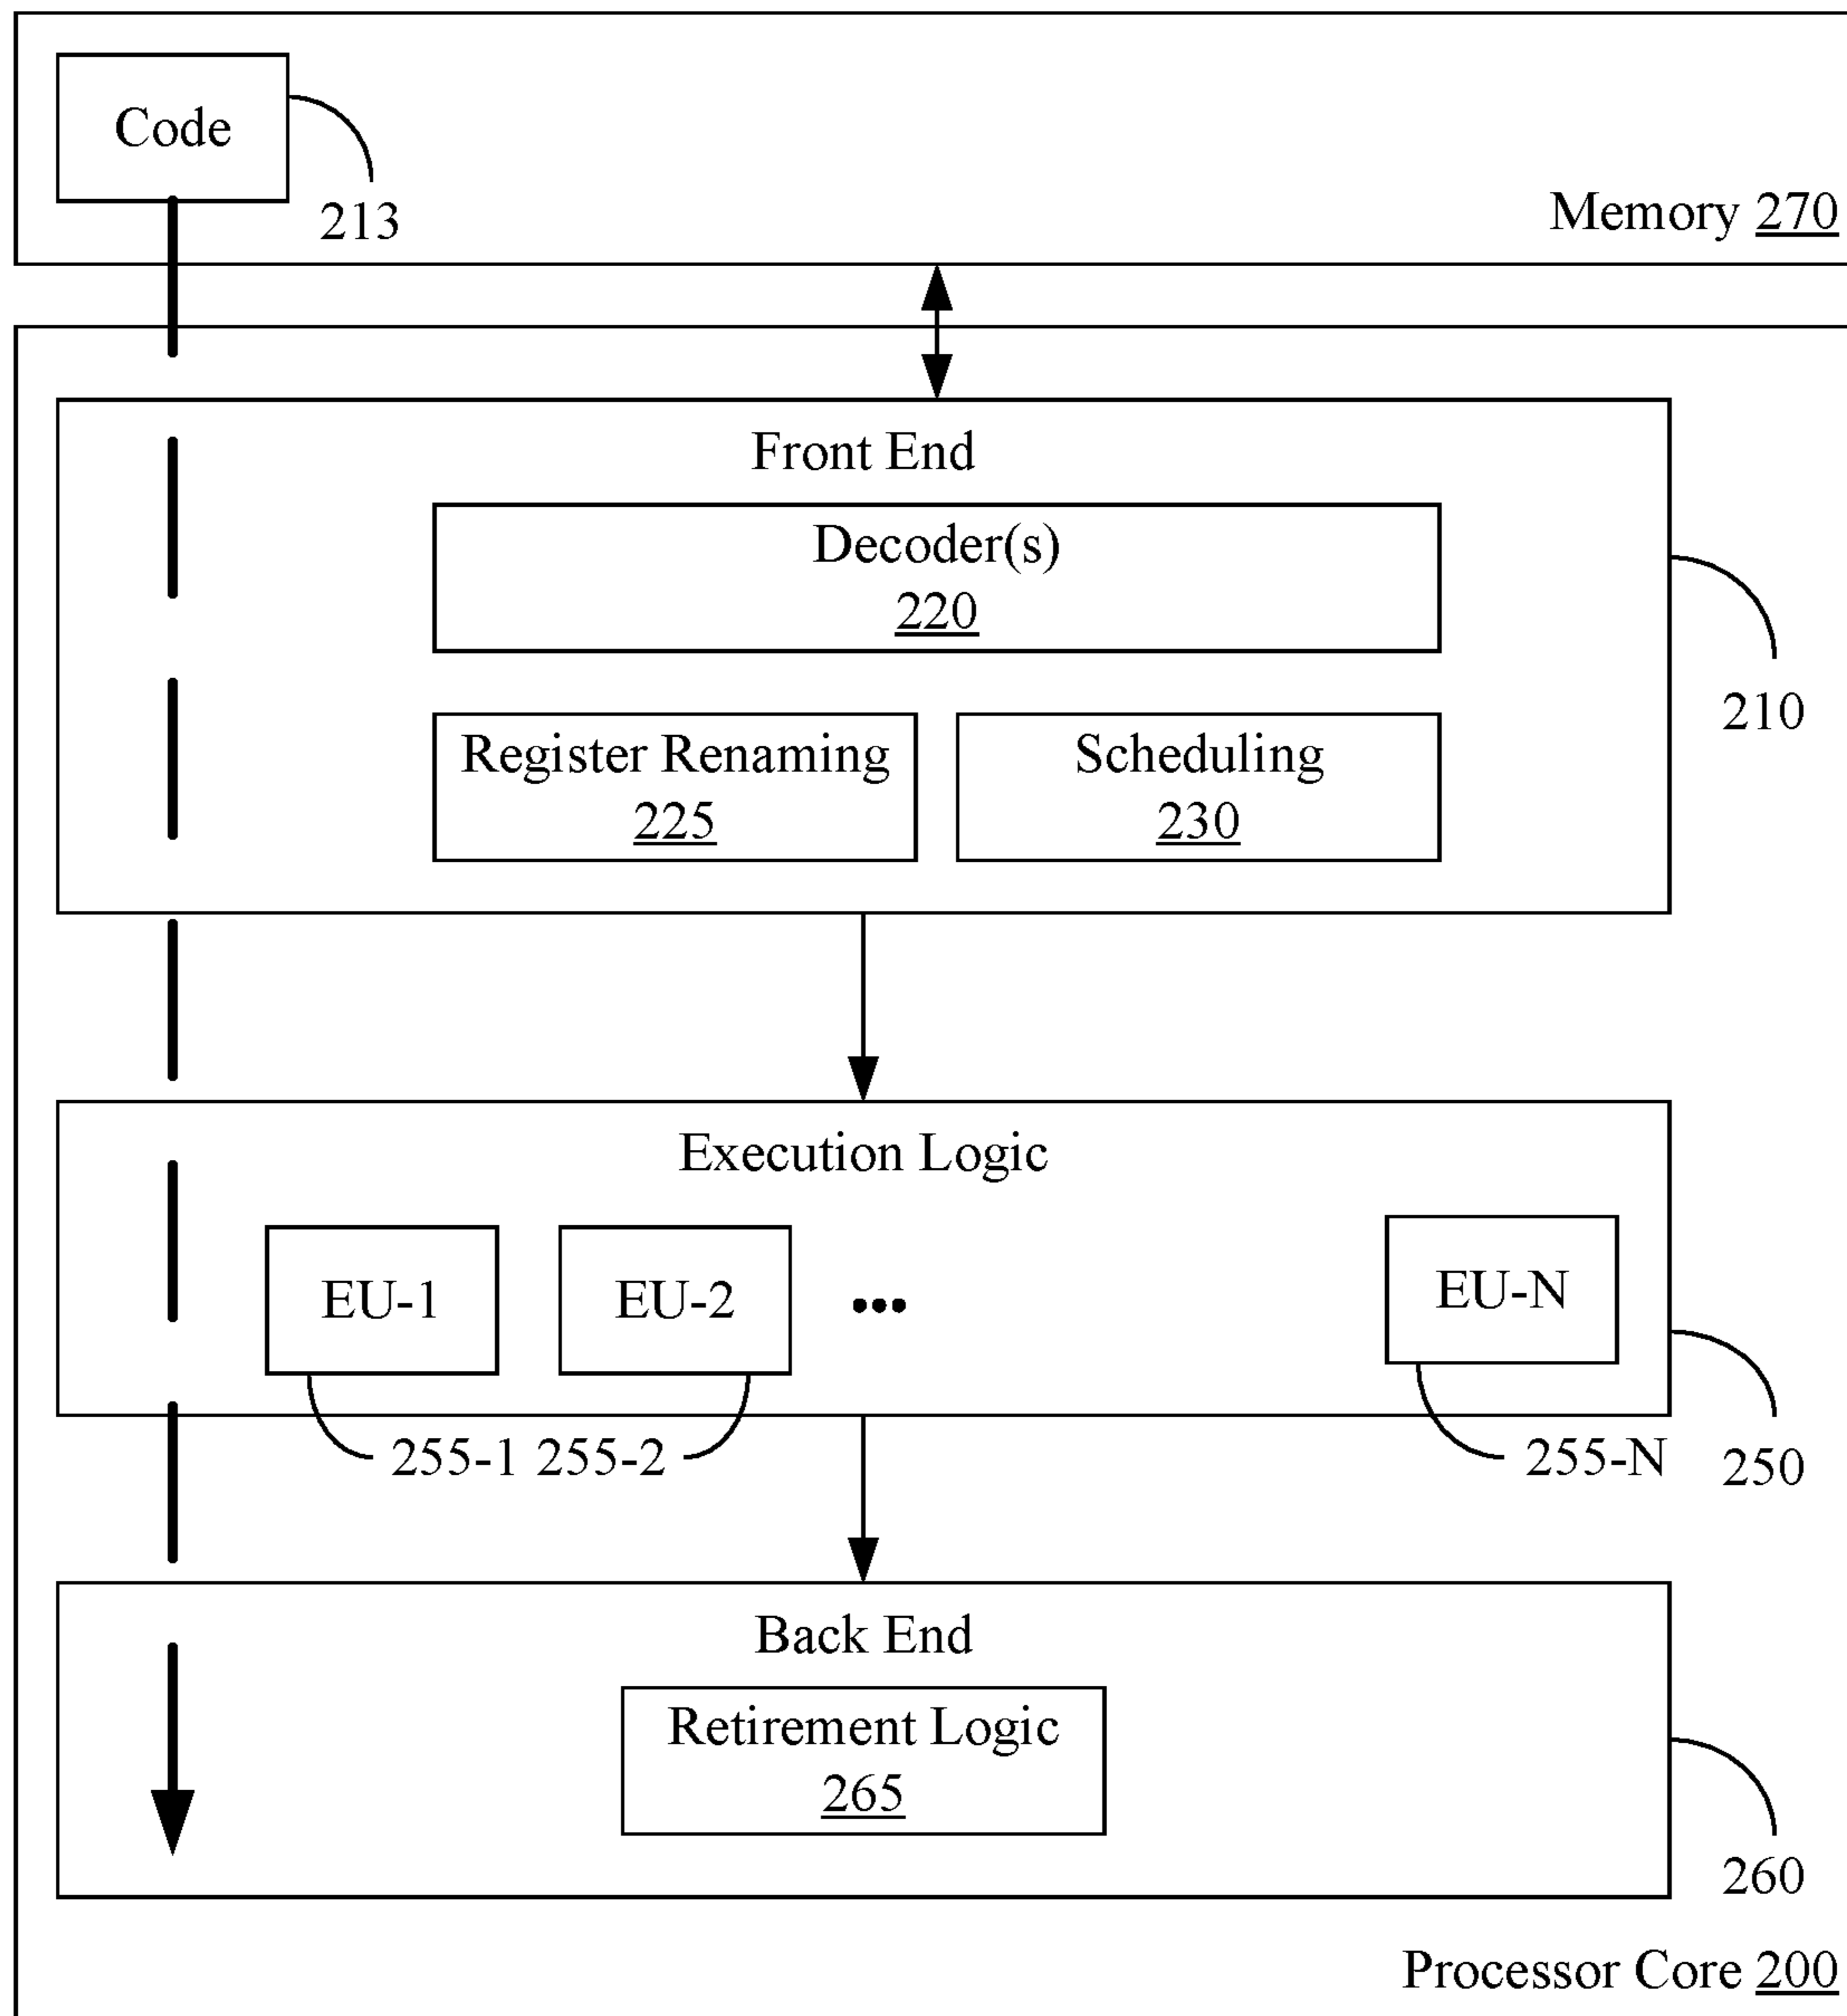 Code
213
Memory 270
Front End
Decoder(s)
220
210
Register Renaming
225
Scheduling
230
Execution Logic
EU-1
EU-2
•••
EU-N
255-1 255-2
255-N
250
Back End
Retirement Logic
265
260
Processor Core 200